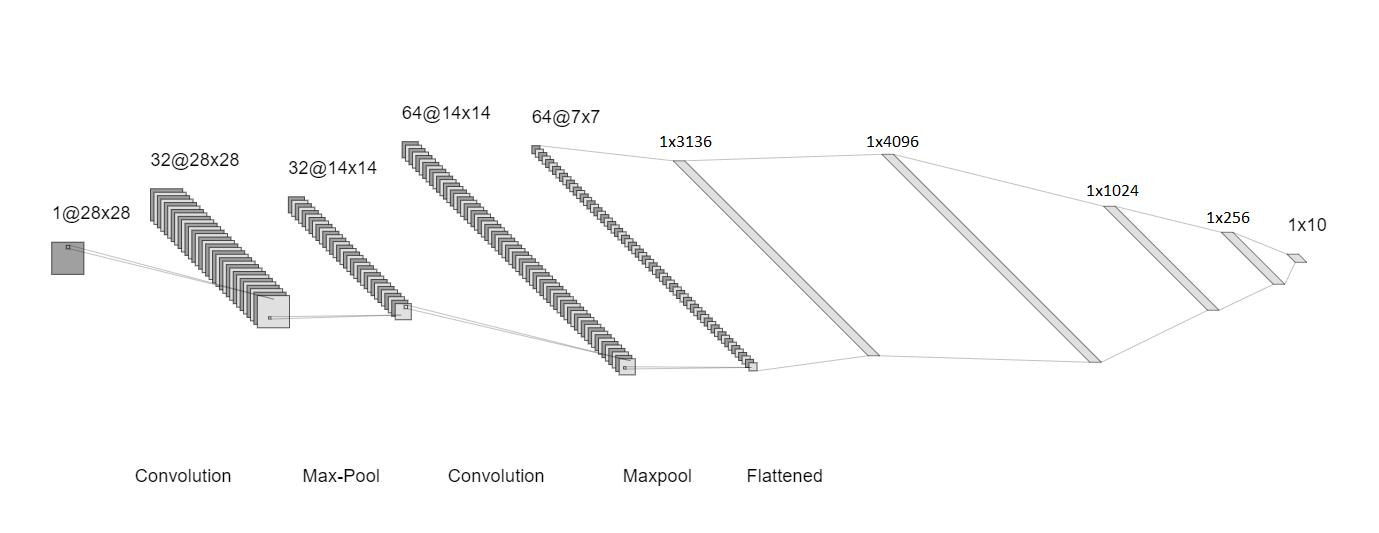 1@28x28
32@28x28
32@14x14
64@14x14
64@7x7
1x3136
1x4096
1x1024
1x256
1x10
Convolution
Max-Pool
Convolution
Maxpool
Flattened